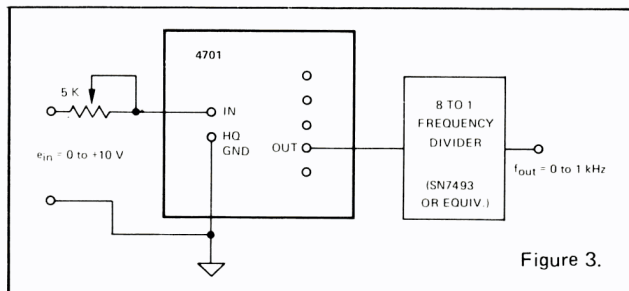 4701
5 K
IN
HQ
GND
OUT
e_in = 0 to +10 V
8 TO 1
FREQUENCY
DIVIDER
(SN7493
OR EQUIV.)
f_out = 0 to 1 kHz
Figure 3.